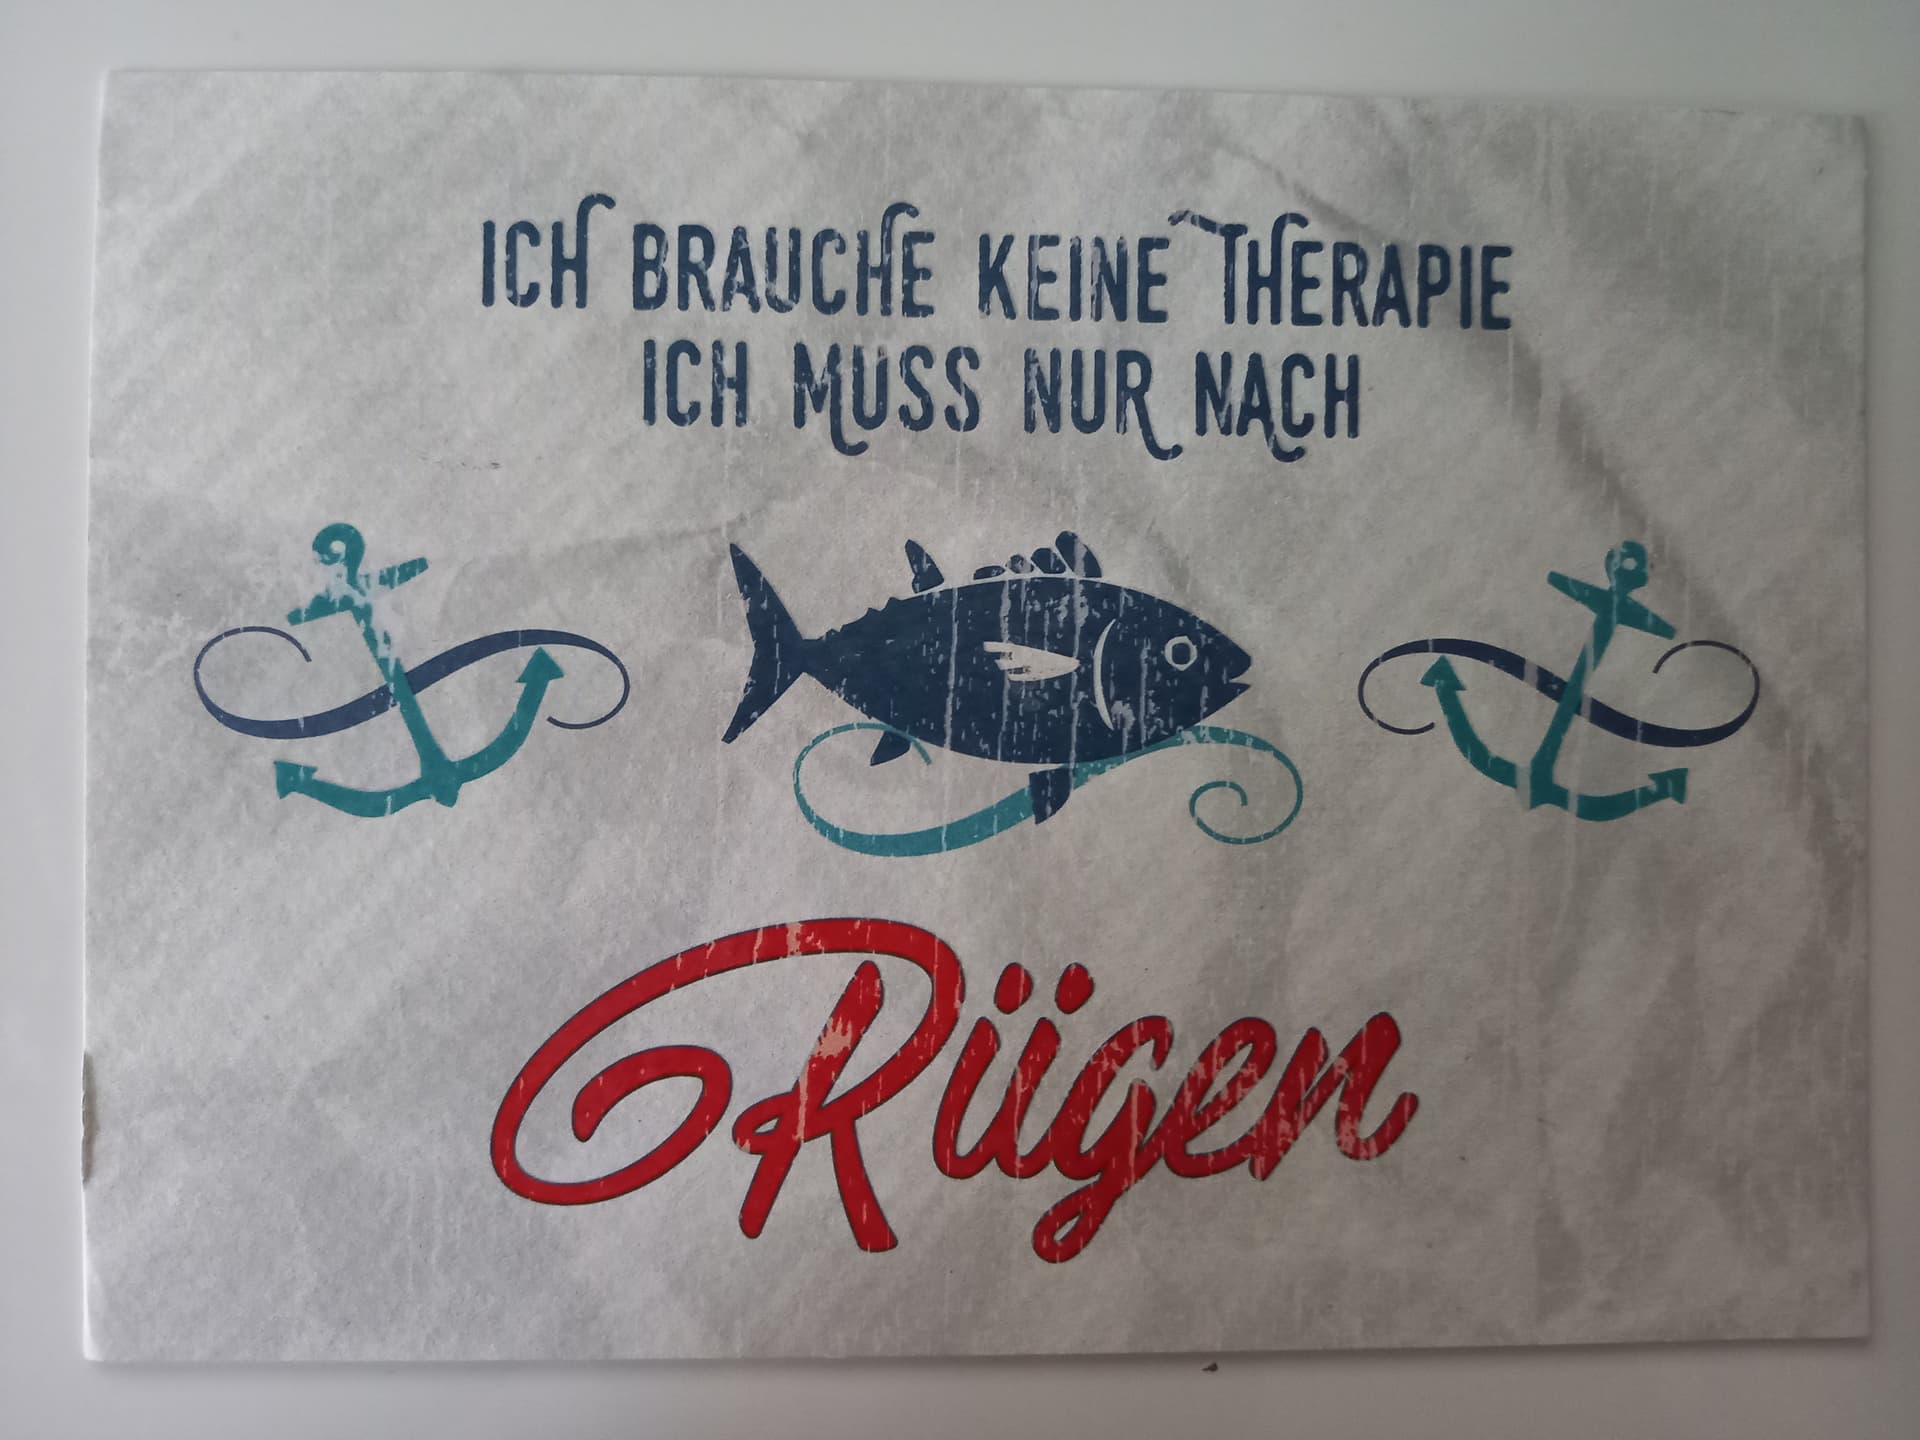 ICH BRAUCHE KEINE THERAPIE
ICH MUSS NUR NACH
Rügen